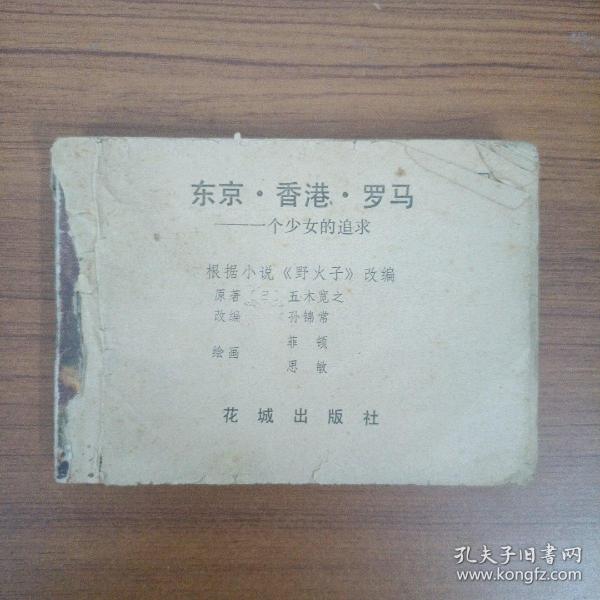 东京·香港·罗马
——一个少女的追求
根据小说《野火子》改编
原著 五木宽之
改编 孙锦常
绘画 菲顿
思敏
花城出版社
孔夫子旧书网
www.kongfz.com